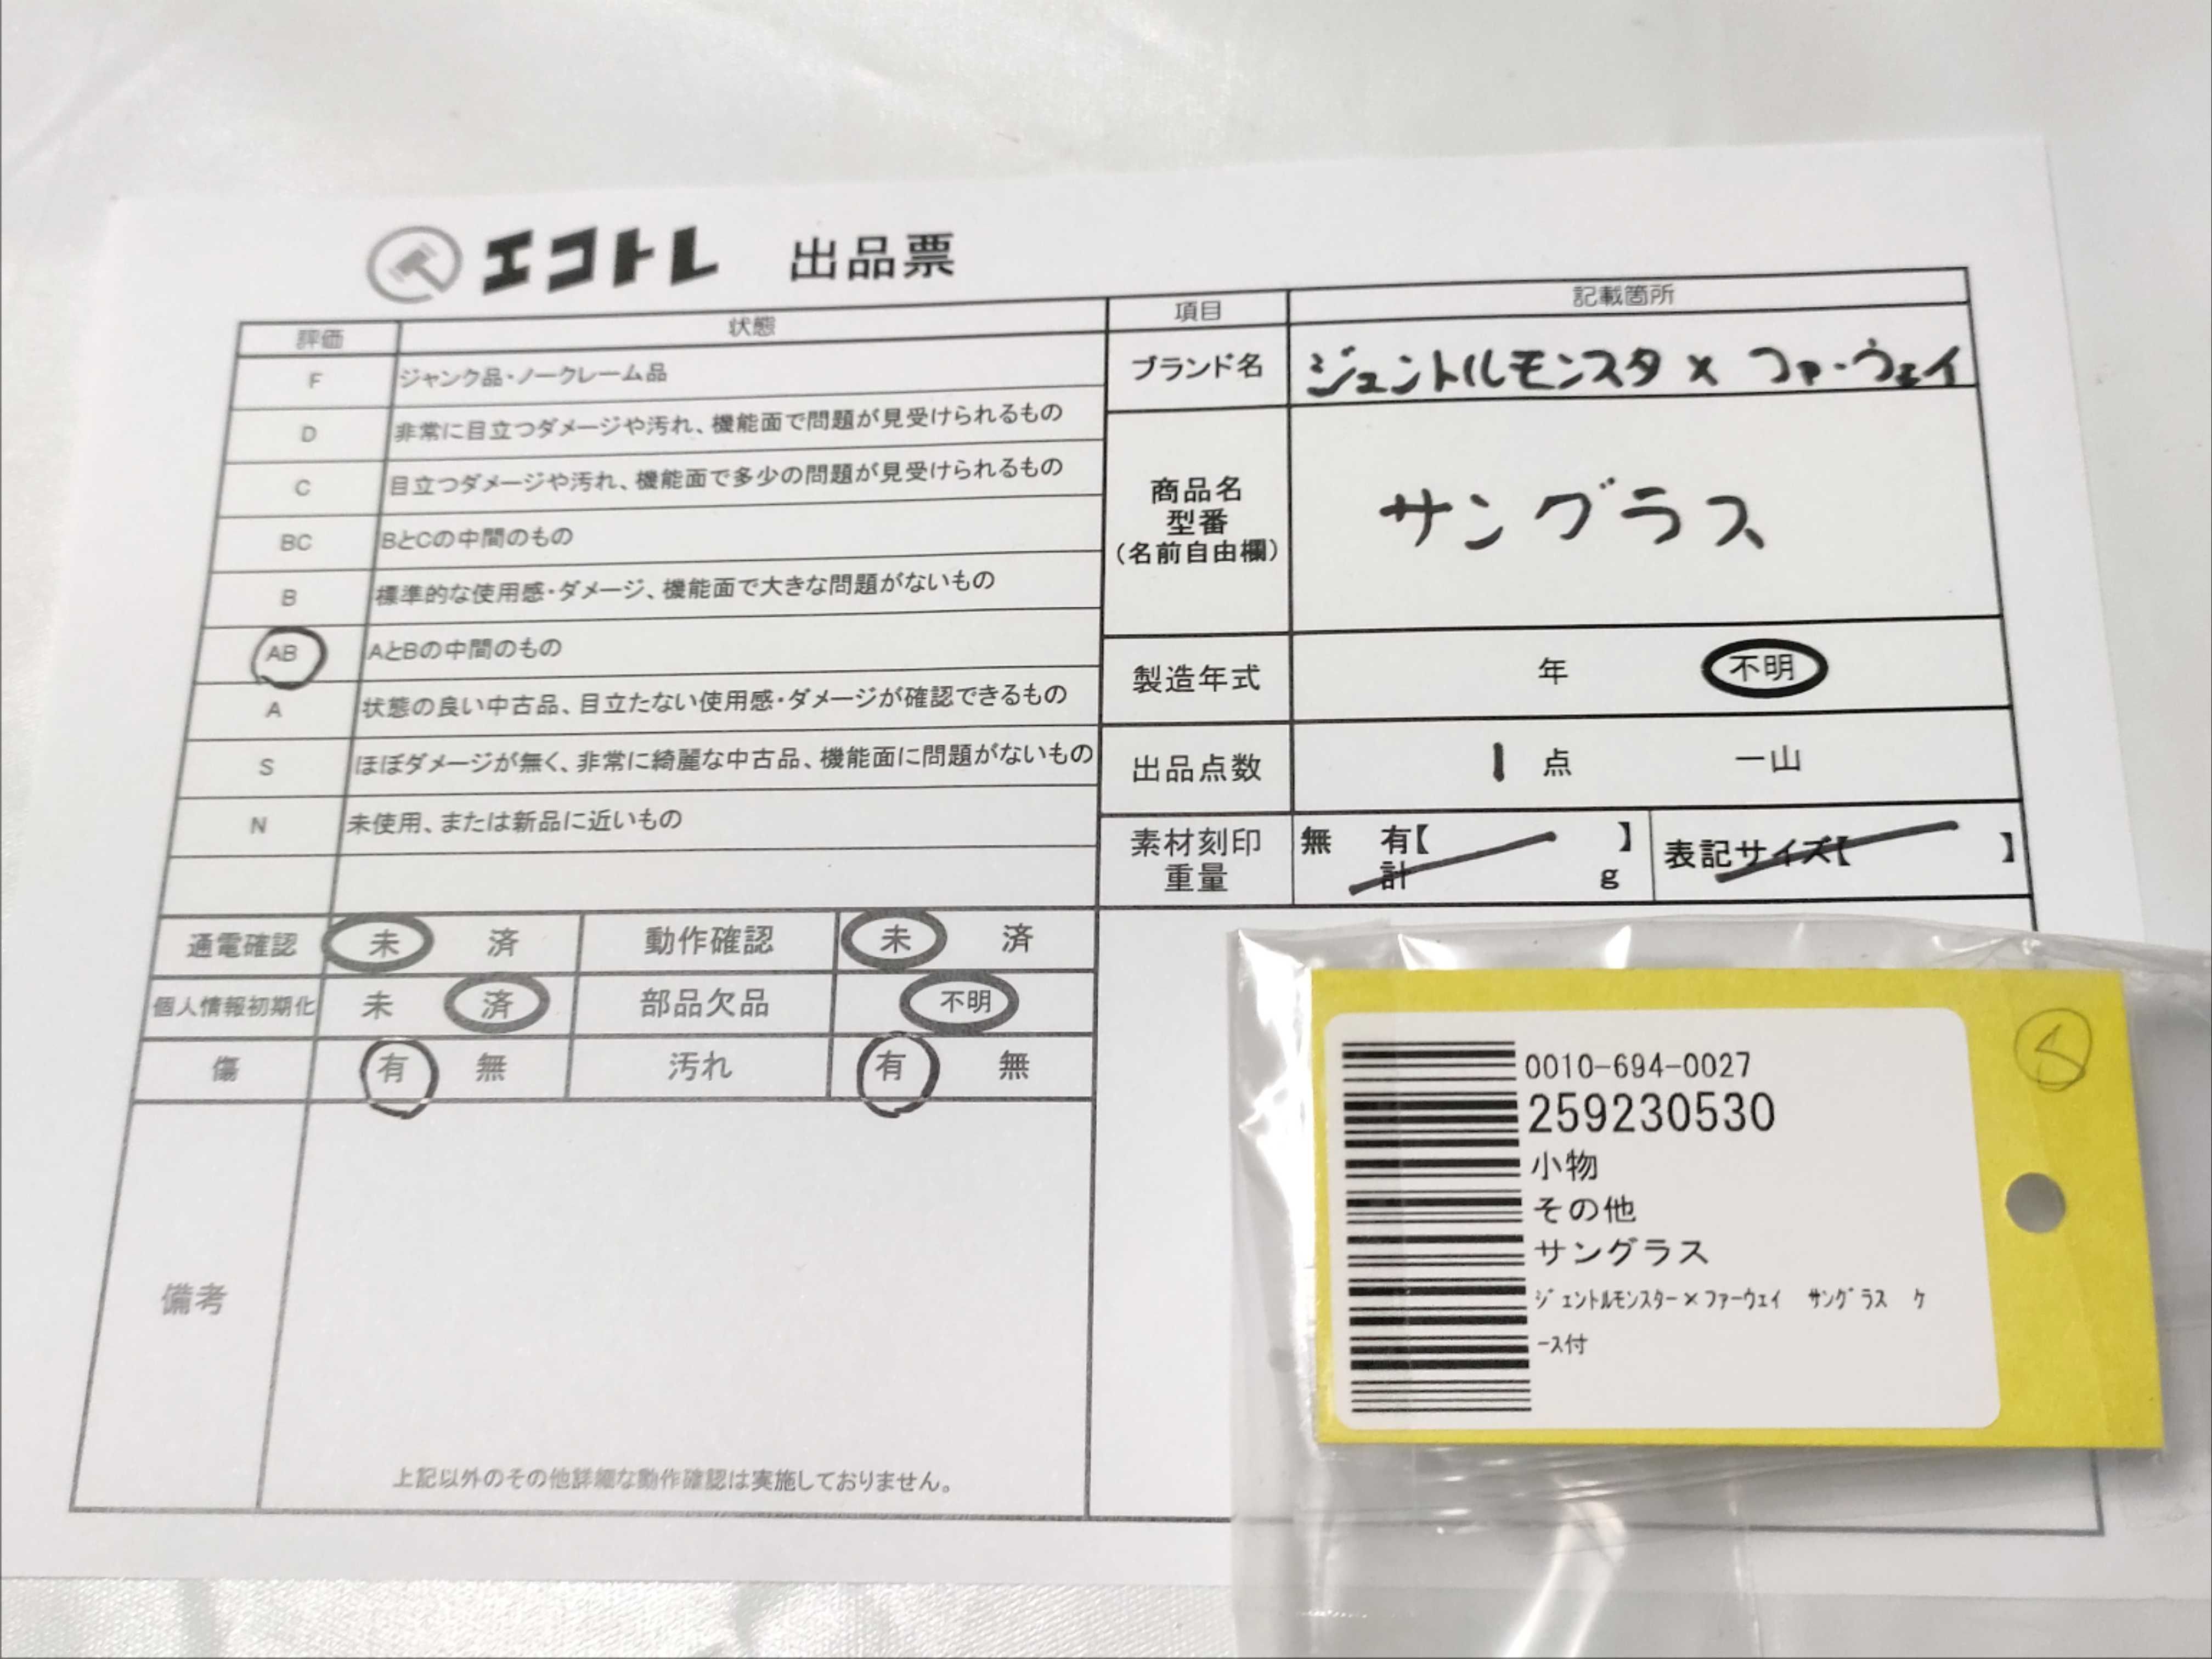 エコトレ 出品票
評価 状態
F ジャンク品・ノークレーム品
D 非常に目立つダメージや汚れ、機能面で問題が見受けられるもの
C 目立つダメージや汚れ、機能面で多少の問題が見受けられるもの
BC BとCの中間のもの
B 標準的な使用感・ダメージ、機能面で大きな問題がないもの
AB AとBの中間のもの
A 状態の良い中古品、目立たない使用感・ダメージが確認できるもの
S ほぼダメージが無く、非常に綺麗な中古品、機能面に問題がないもの
N 未使用、または新品に近いもの
通電確認 未 済 動作確認 未 済
個人情報初期化 未 済 部品欠品 不明
傷 有 無 汚れ 有 無
備考
上記以外のその他詳細な動作確認は実施しておりません。
項目 記載箇所
ブランド名 ジェントルモンスタ × ファーウェイ
商品名
型番
(名前自由欄)
サングラス
製造年式 年 不明
出品点数 1 点 一山
素材刻印 無 有【 】
重量 計 g
表記サイズ【 】
0010-694-0027
259230530
小物
その他
サングラス
ｼﾞｪﾝﾄﾙﾓﾝｽﾀｰ×ﾌｧｰｳｪｲ ｻﾝｸﾞﾗｽ ｹ
ｰｽ付